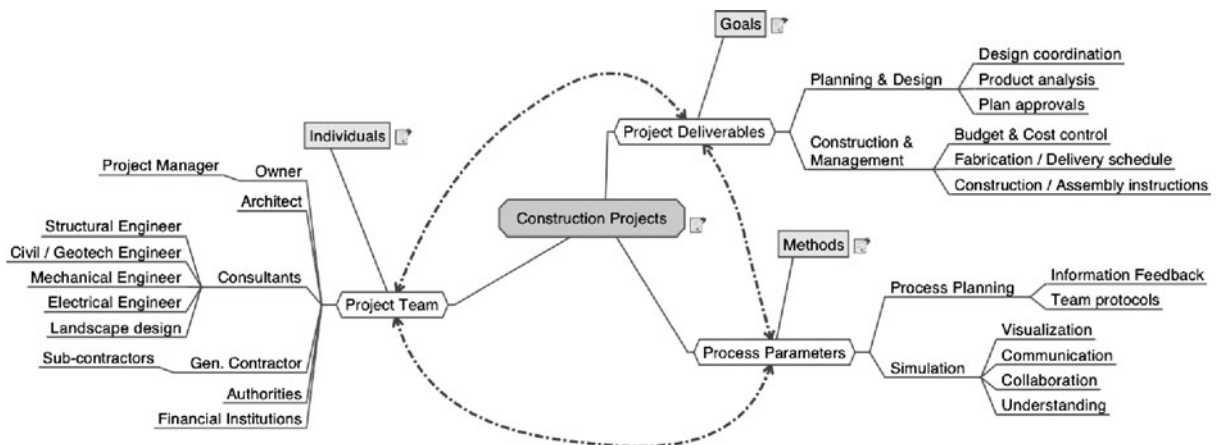 Goals
Design coordination
Planning & Design
Product analysis
Plan approvals
Individuals
Project Deliverables
Construction &
Management
Budget & Cost control
Fabrication / Delivery schedule
Construction / Assembly instructions
Project Manager
Owner
Architect
Structural Engineer
Civil / Geotech Engineer
Consultants
Mechanical Engineer
Electrical Engineer
Landscape design
Sub-contractors
Gen. Contractor
Authorities
Financial Institutions
Project Team
Construction Projects
Methods
Process Parameters
Process Planning
Information Feedback
Team protocols
Simulation
Visualization
Communication
Collaboration
Understanding